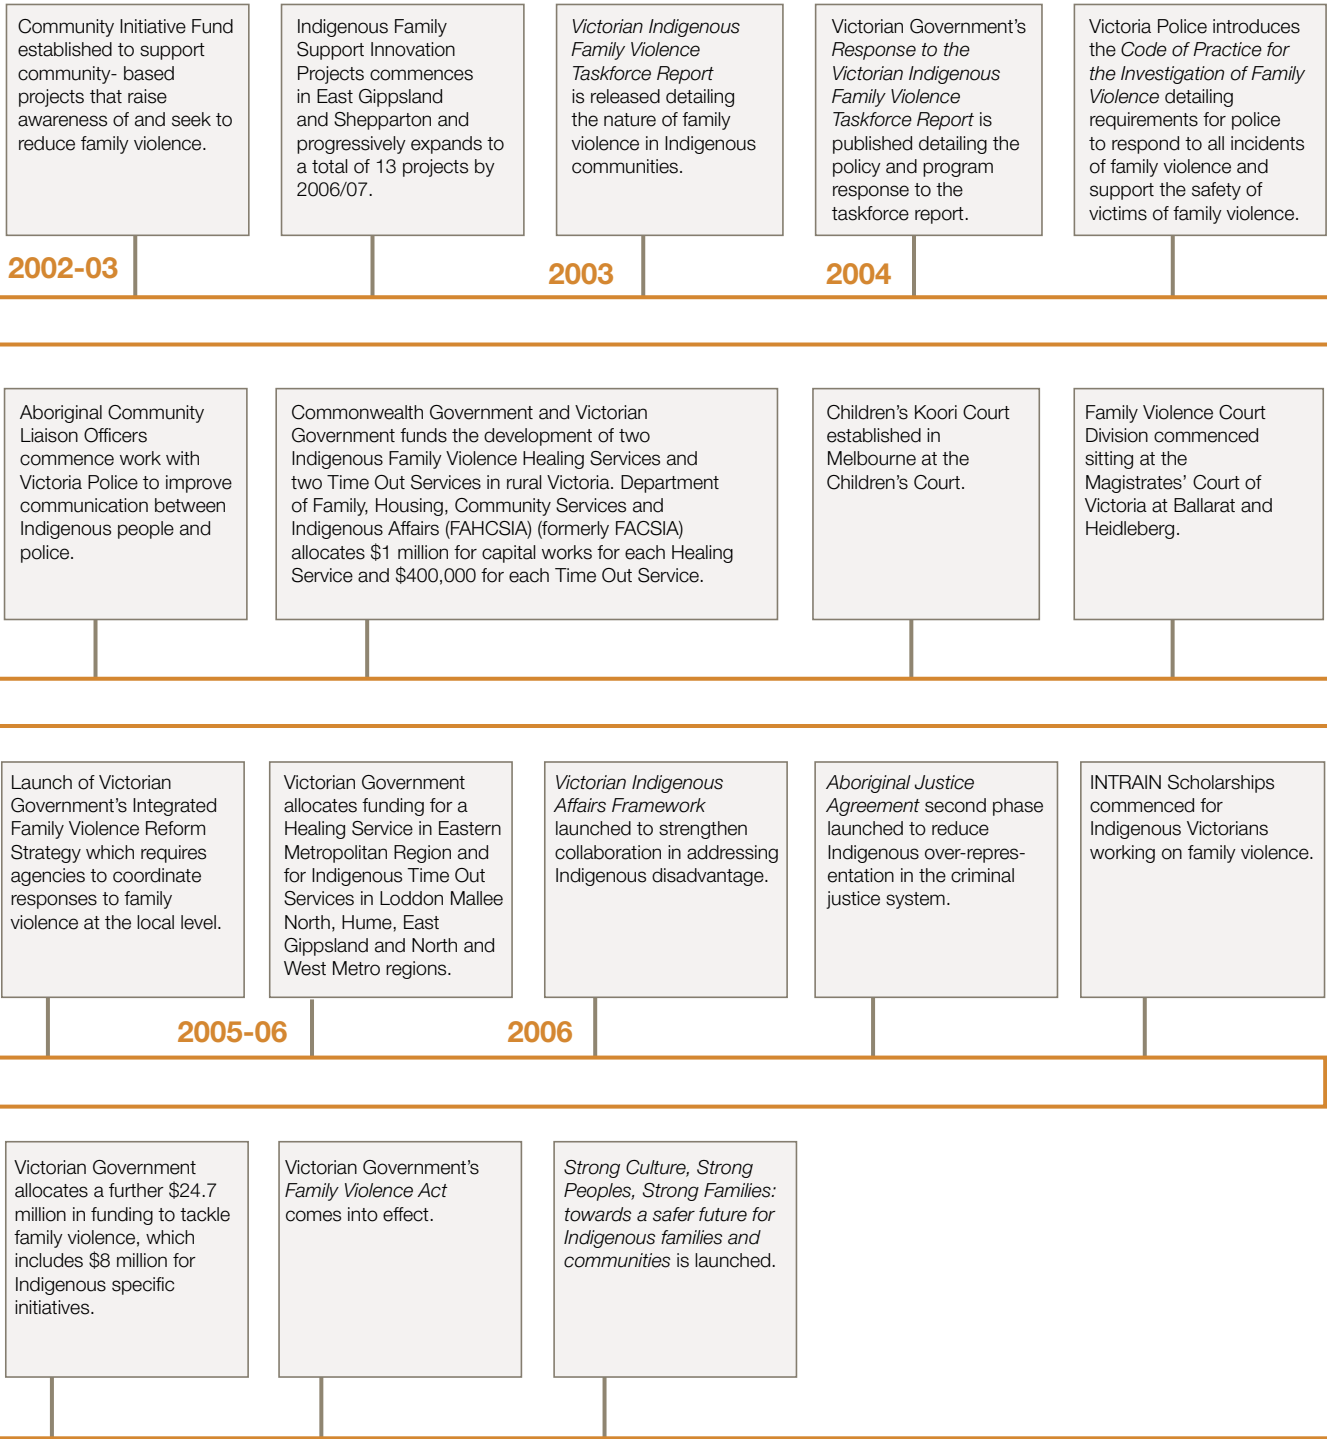 Community Initiative Fund
established to support
community- based
projects that raise
awareness of and seek to
reduce family violence.
Indigenous Family
Support Innovation
Projects commences
in East Gippsland
and Shepparton and
progressively expands to
a total of 13 projects by
2006/07.
Victorian Indigenous
Family Violence
Taskforce Report
is released detailing
the nature of family
violence in Indigenous
communities.
Victorian Government’s
Response to the
Victorian Indigenous
Family Violence
Taskforce Report is
published detailing the
policy and program
response to the
taskforce report.
Victoria Police introduces
the Code of Practice for
the Investigation of Family
Violence detailing
requirements for police
to respond to all incidents
of family violence and
support the safety of
victims of family violence.
2002-03
2003
2004
Aboriginal Community
Liaison Officers
commence work with
Victoria Police to improve
communication between
Indigenous people and
police.
Commonwealth Government and Victorian
Government funds the development of two
Indigenous Family Violence Healing Services and
two Time Out Services in rural Victoria. Department
of Family, Housing, Community Services and
Indigenous Affairs (FAHCSIA) (formerly FACSIA)
allocates $1 million for capital works for each Healing
Service and $400,000 for each Time Out Service.
Children’s Koori Court
established in
Melbourne at the
Children’s Court.
Family Violence Court
Division commenced
sitting at the
Magistrates’ Court of
Victoria at Ballarat and
Heidleberg.
Launch of Victorian
Government’s Integrated
Family Violence Reform
Strategy which requires
agencies to coordinate
responses to family
violence at the local level.
Victorian Government
allocates funding for a
Healing Service in Eastern
Metropolitan Region and
for Indigenous Time Out
Services in Loddon Mallee
North, Hume, East
Gippsland and North and
West Metro regions.
Victorian Indigenous
Affairs Framework
launched to strengthen
collaboration in addressing
Indigenous disadvantage.
Aboriginal Justice
Agreement second phase
launched to reduce
Indigenous over-repres-
entation in the criminal
justice system.
INTRAIN Scholarships
commenced for
Indigenous Victorians
working on family violence.
2005-06
2006
Victorian Government
allocates a further $24.7
million in funding to tackle
family violence, which
includes $8 million for
Indigenous specific
initiatives.
Victorian Government’s
Family Violence Act
comes into effect.
Strong Culture, Strong
Peoples, Strong Families:
towards a safer future for
Indigenous families and
communities is launched.